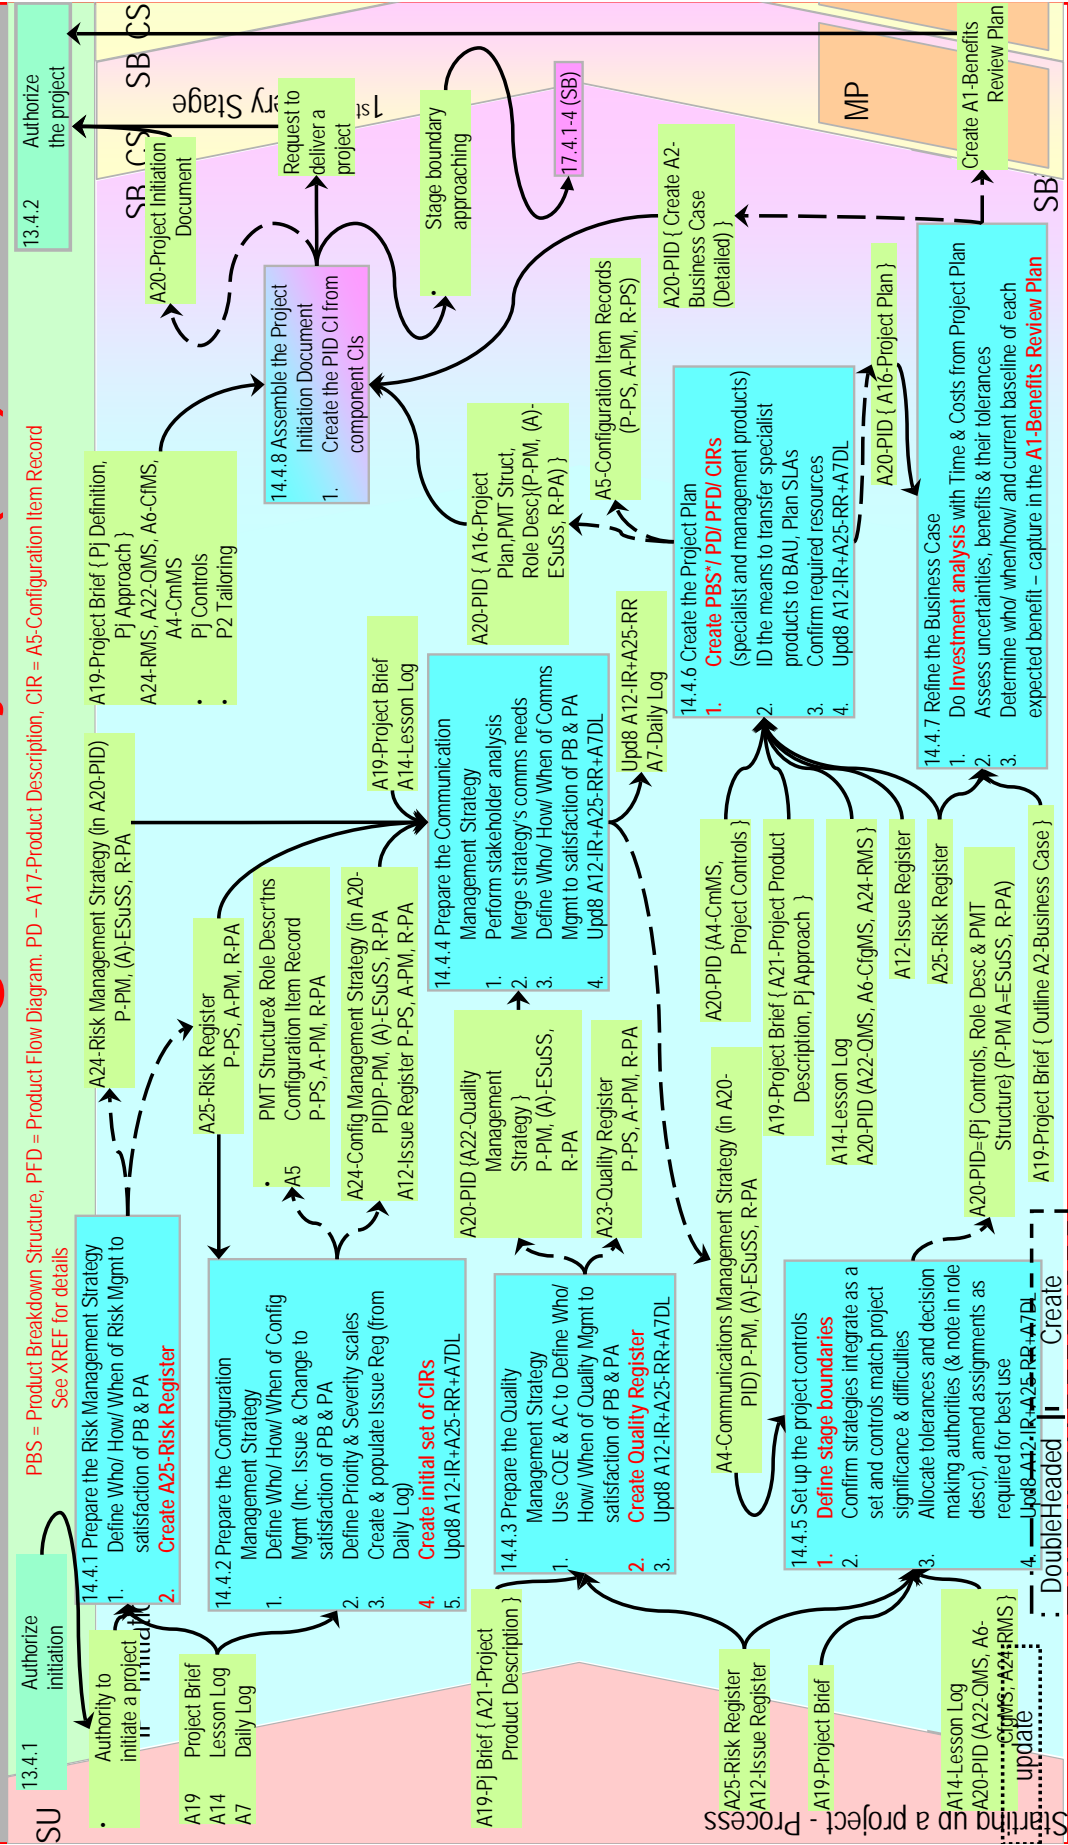 PBS = Product Breakdown Structure, PFD = Product Flow Diagram. PD – A17-Product Description, CIR = A5-Configuration Item Record
See XREF for details
SU
13.4.1
Authorize
initiation
Authority to
initiate a project
A19 Project Brief
A14 Lesson Log
A7 Daily Log
A19-Pj Brief { A21-Project
Product Description }
A25-Risk Register
A12-Issue Register
A19-Project Brief
A14-Lesson Log
A20-PID (A22-QMS, A6-
CfgMS, A24-RMS }
update
Starting up a project - Process
14.4.1 Prepare the Risk Management Strategy
1. Define Who/ How/ When of Risk Mgmt to
satisfaction of PB & PA
2. Create A25-Risk Register
14.4.2 Prepare the Configuration
Management Strategy
1. Define Who/ How/ When of Config
Mgmt (Inc. Issue & Change to
satisfaction of PB & PA
2. Define Priority & Severity scales
3. Create & populate Issue Reg (from
Daily Log)
4. Create initial set of CIRs
5. Upd8 A12-IR+A25-RR+A7DL
14.4.3 Prepare the Quality
Management Strategy
1. Use CQE & AC to Define Who/
How/ When of Quality Mgmt to
satisfaction of PB & PA
2. Create Quality Register
3. Upd8 A12-IR+A25-RR+A7DL
14.4.5 Set up the project controls
1. Define stage boundaries
2. Confirm strategies integrate as a
set and controls match project
significance & difficulties
3. Allocate tolerances and decision
making authorities (& note in role
desc), amend assignments as
required for best use
4. Upd8 A12-IR+A25-RR+A7DL
: DoubleHeaded
Create
A24-Risk Management Strategy (in A20-PID)
P-PM, (A)-ESuSS, R-PA
A25-Risk Register
P-PS, A-PM, R-PA
• PMT Structure& Role Descr'tns
A5 Configuration Item Record
P-PS, A-PM, R-PA
A24-Config Management Strategy (in A20-
PID)P-PM, (A)-ESuSS, R-PA
A12-Issue Register P-PS, A-PM, R-PA
A20-PID {A22-Quality
Management
Strategy }
P-PM, (A)-ESuSS,
R-PA
A23-Quality Register
P-PS, A-PM, R-PA
A4-Communications Management Strategy (in A20-
PID) P-PM, (A)-ESuSS, R-PA
A20-PID={Pj Controls, Role Desc & PMT
Structure} (P-PM A=ESuSS, R-PA)
14.4.4 Prepare the Communication
Management Strategy
1. Perform stakeholder analysis
2. Merge strategy's comms needs
3. Define Who/ How/ When of Comms
Mgmt to satisfaction of PB & PA
4. Upd8 A12-IR+A25-RR+A7DL
A19-Project Brief
A14-Lesson Log
Upd8 A12-IR+A25-RR
A7-Daily Log
A20-PID (A4-CmMS,
Project Controls }
A19-Project Brief { A21-Project Product
Description, Pj Approach }
A14-Lesson Log
A20-PID (A22-QMS, A6-CfgMS, A24-RMS }
A12-Issue Register
A25-Risk Register
A19-Project Brief { Outline A2-Business Case }
A19-Project Brief { Pj Definition,
Pj Approach }
A24-RMS, A22-QMS, A6-CfMS,
A4-CmMS
• Pj Controls
• P2 Tailoring
14.4.6 Create the Project Plan
1. Create PBS*/ PD/ PFD/ CIRs
(specialist and management products)
2. ID the means to transfer specialist
products to BAU, Plan SLAs
3. Confirm required resources
4. Upd8 A12-IR+A25-RR+A7DL
14.4.7 Refine the Business Case
1. Do Investment analysis with Time & Costs from Project Plan
2. Assess uncertainties, benefits & their tolerances
3. Determine who/ when/how/ and current baseline of each
expected benefit – capture in the A1-Benefits Review Plan
A20-PID { A16-Project
Plan,PMT Struct,
Role Desc}(P-PM, (A)-
ESuSs, R-PA) }
A5-Configuration Item Records
(P-PS, A-PM, R-PS)
A20-PID { A16-Project Plan }
14.4.8 Assemble the Project
Initiation Document
1. Create the PID CI from
component CIs
A20-PID { Create A2-
Business Case
(Detailed) }
A20-Project Initiation
Document
Request to
deliver a
project
• Stage boundary
approaching
17.4.1-4 (SB)
Create A1-Benefits
Review Plan
13.4.2
Authorize
the project
SB CS
SB CS
1st
ery Stage
MP
SB